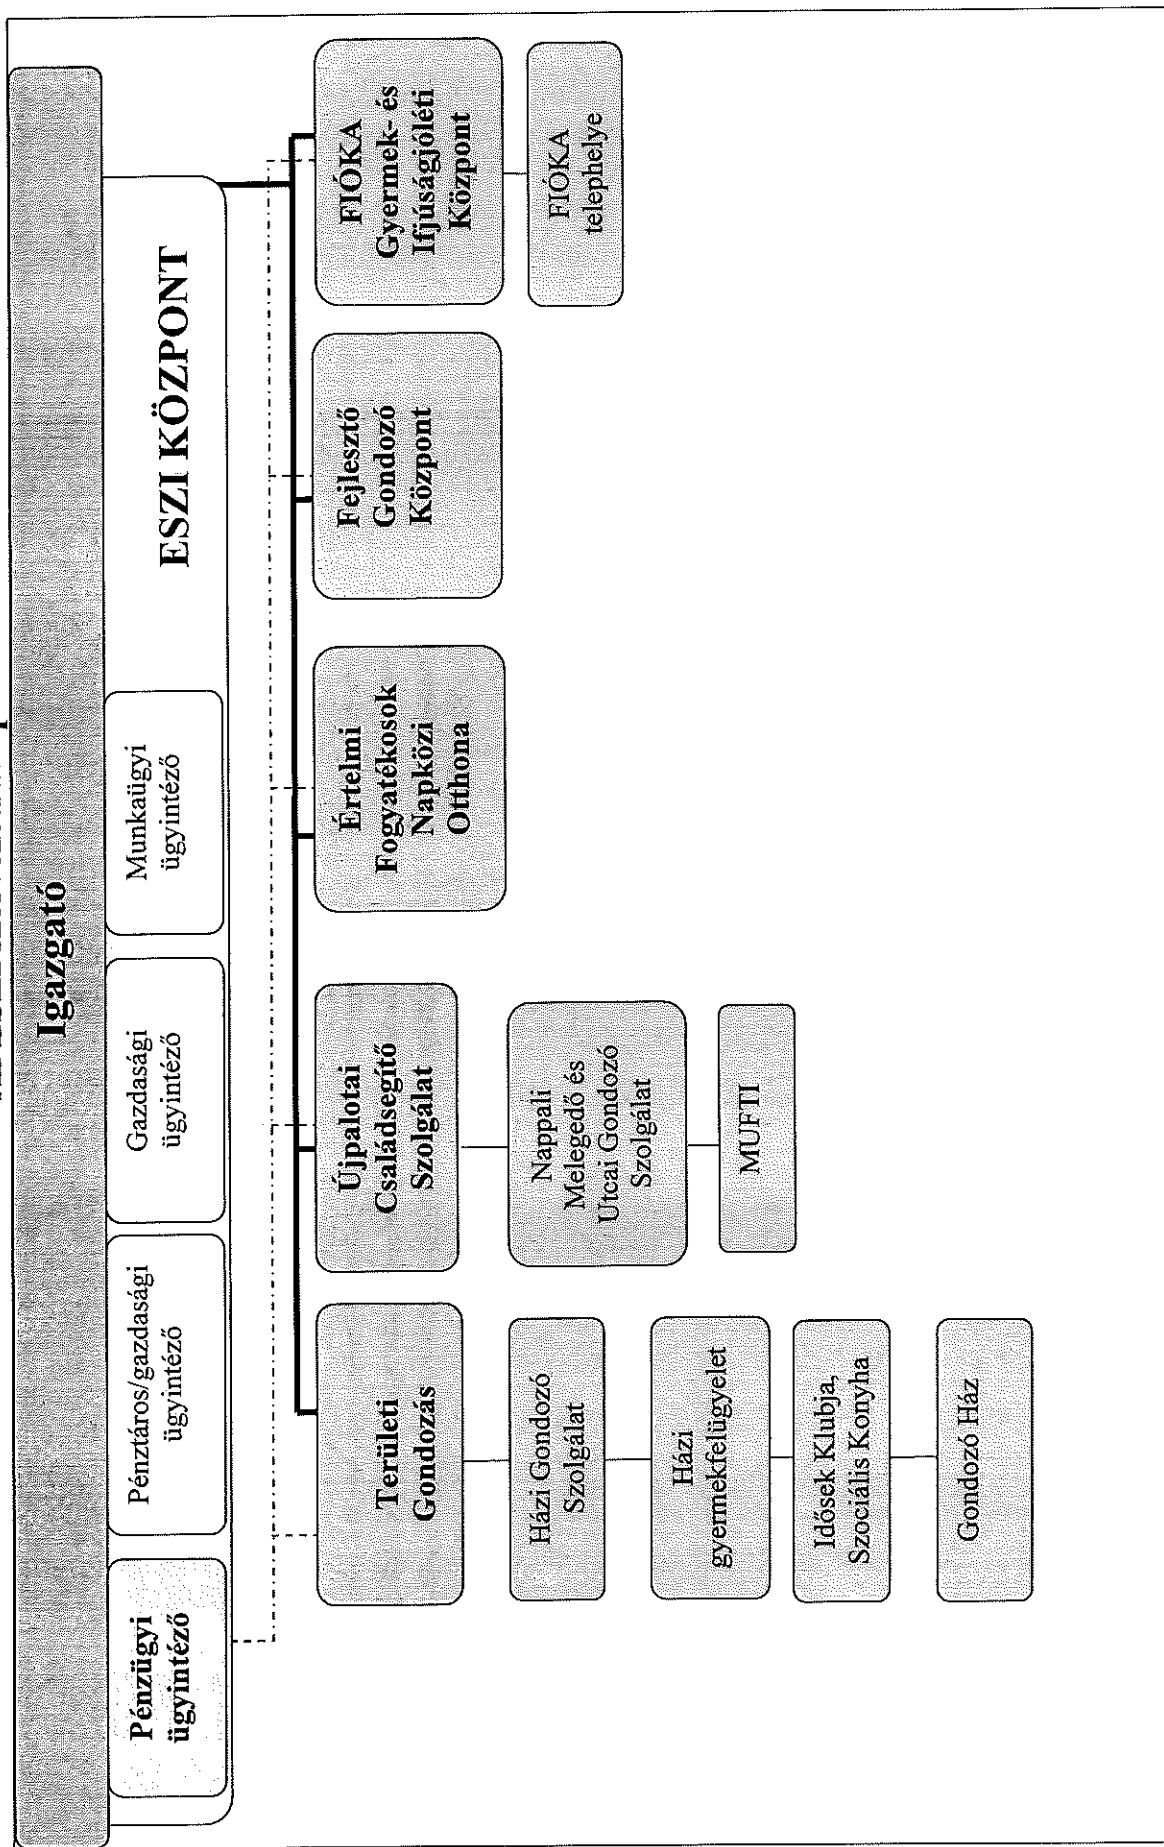 Igazgató
Pénzügyi
ügyintéző
Pénztáros/gazdasági
ügyintéző
Gazdasági
ügyintéző
Munkaügyi
ügyintéző
ESZI KÖZPONT
Területi
Gondozás
Házi Gondozó
Szolgálat
Házi
gyermekfelügyelet
Idősek Klubja,
Szociális Konyha
Gondozó Ház
Újpalotai
Családsegítő
Szolgálat
Nappali
Melegedő és
Utcai Gondozó
Szolgálat
MUFTI
Értelmi
Fogyatékosok
Napközi
Otthona
Fejlesztő
Gondozó
Központ
FIÓKA
Gyermek- és
Ifjúságjóléti
Központ
FIÓKA
telephelye